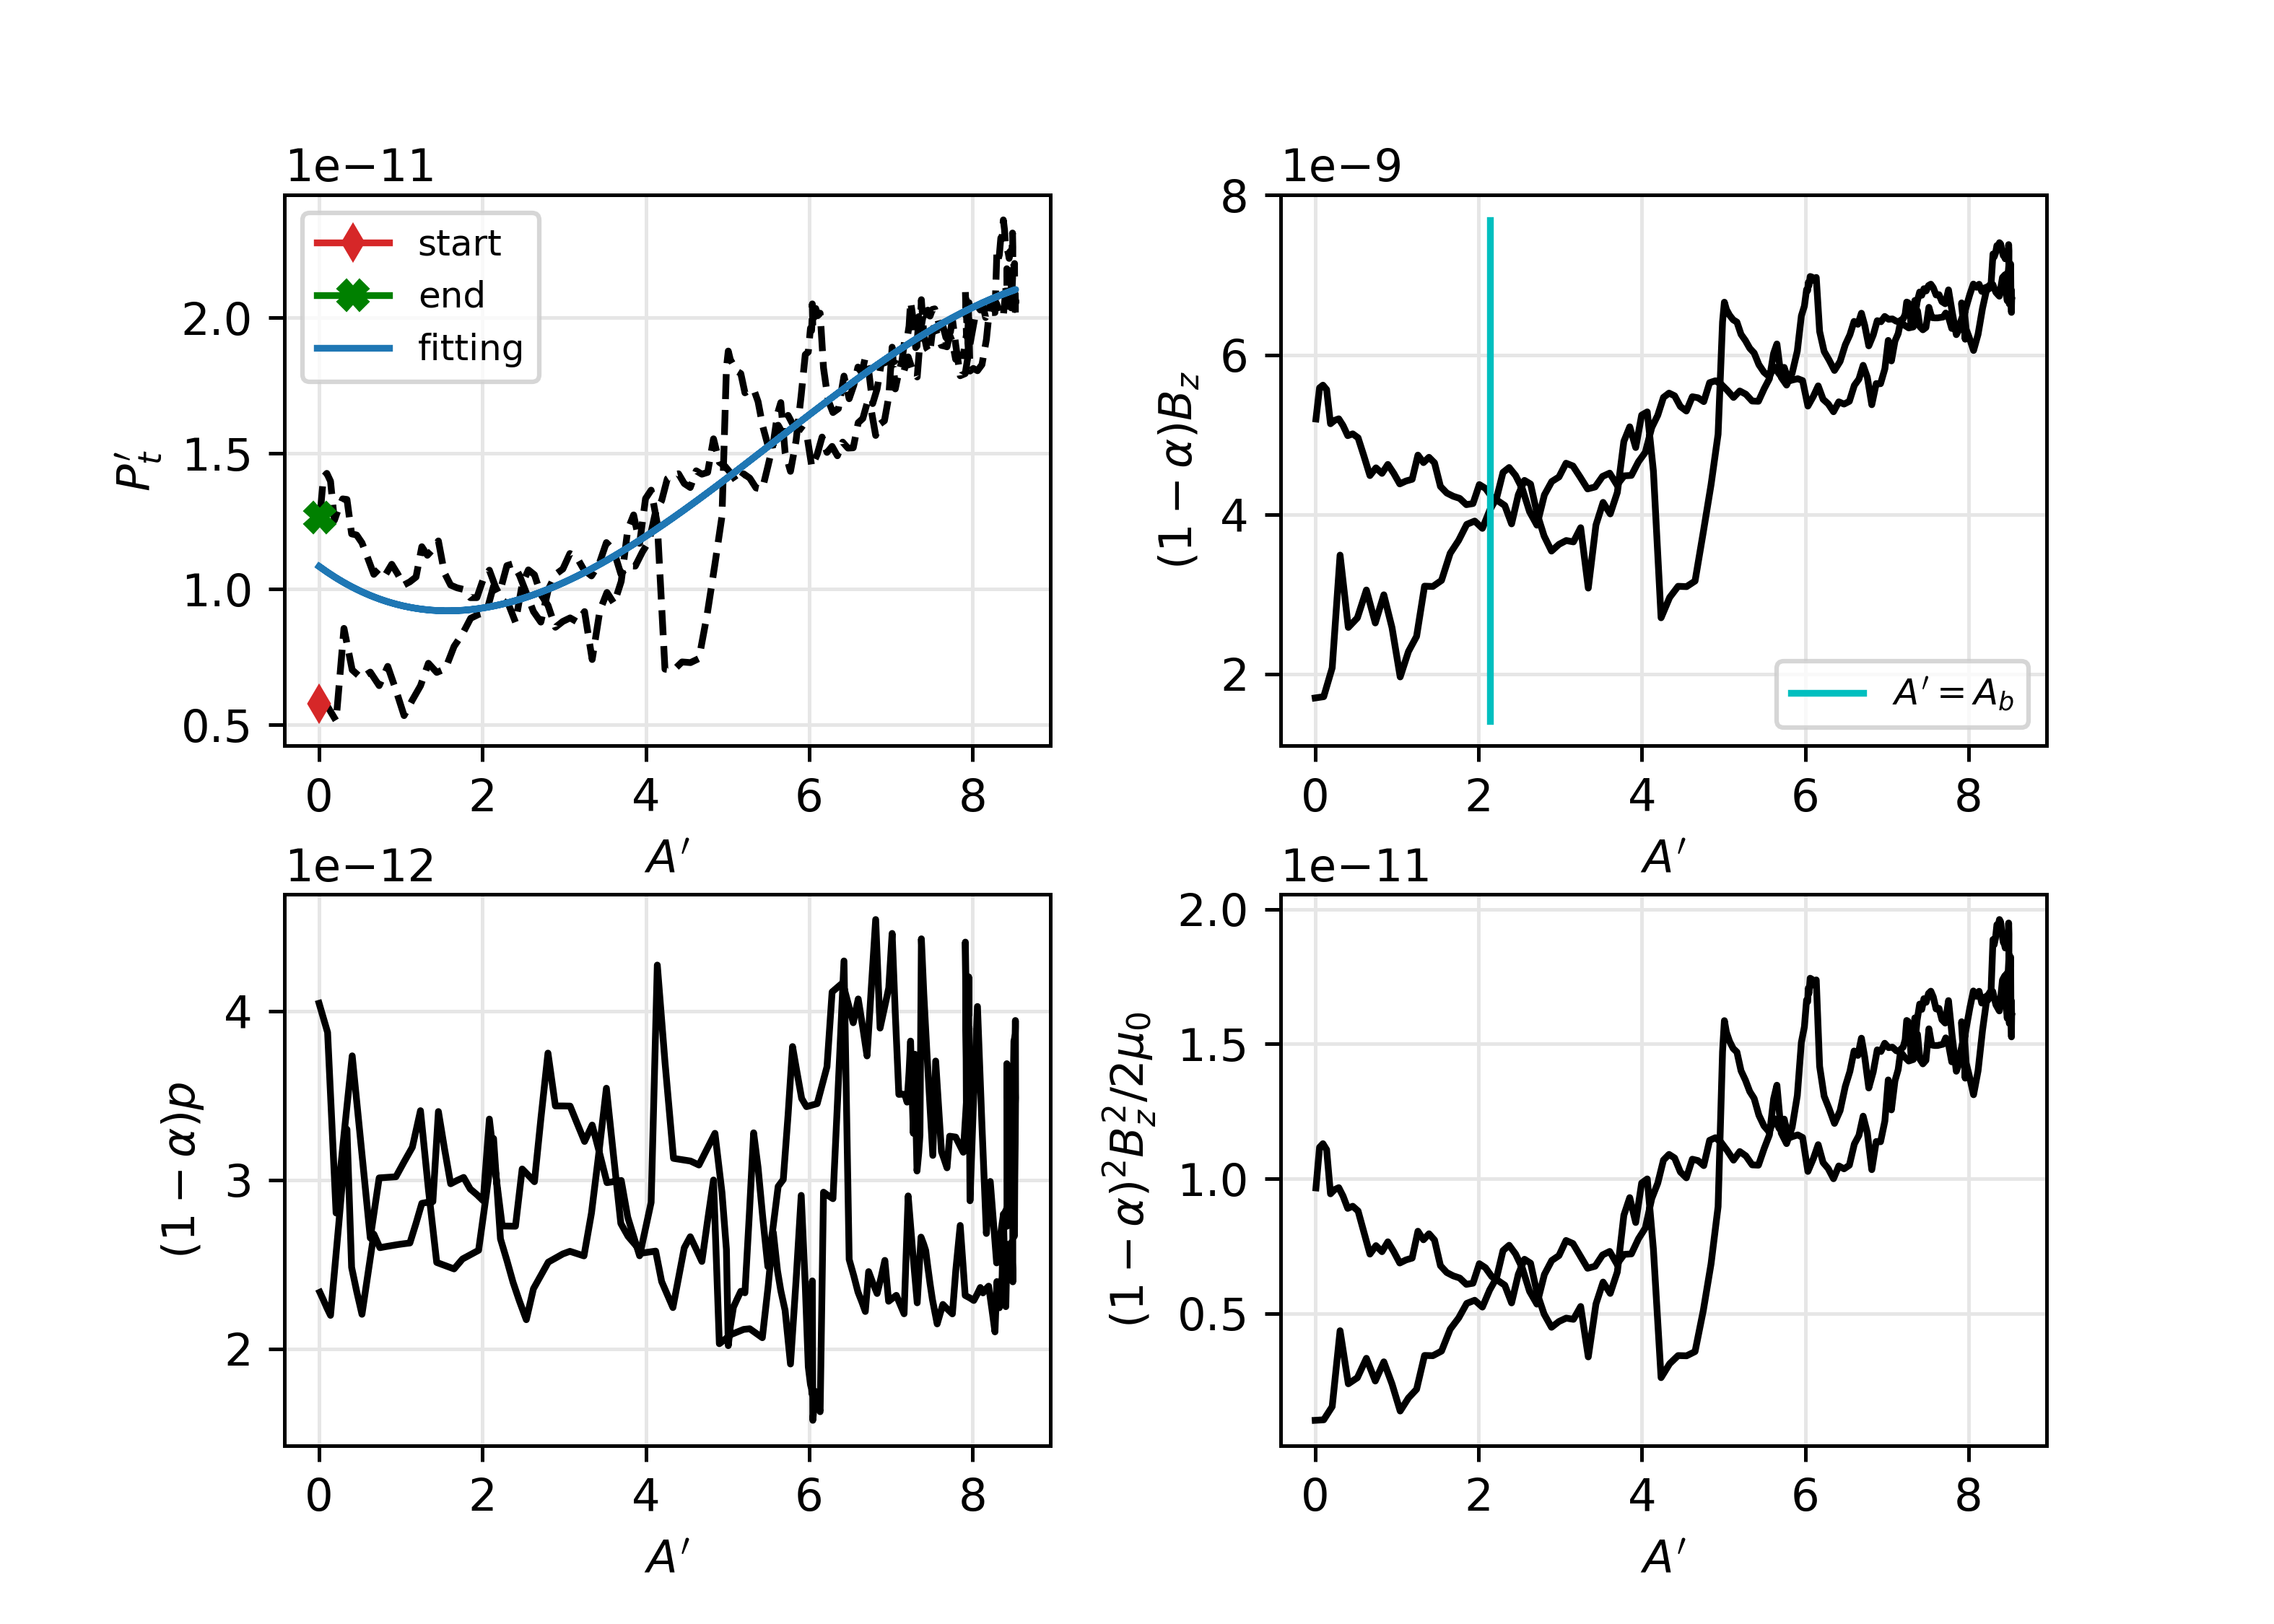 1e−11
P′t
2.0
1.5
1.0
0.5
start
end
fitting
0 2 4 6 8
A′
1e−9
(1 − α)Bz
8
6
4
2
A′ = Ab
0 2 4 6 8
A′
1e−12
(1 − α)p
4
3
2
0 2 4 6 8
A′
1e−11
(1 − α)²Bz²/2μ₀
2.0
1.5
1.0
0.5
0 2 4 6 8
A′